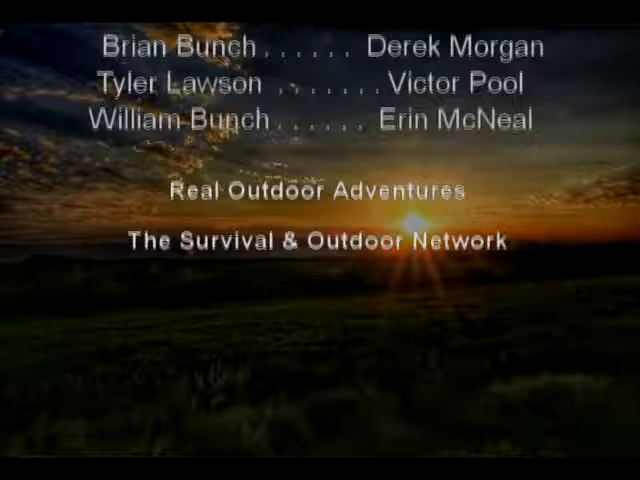 Brian Bunch . . . . . . Derek Morgan
Tyler Lawson . . . . . . . Victor Pool
William Bunch . . . . . . Erin McNeal
Real Outdoor Adventures
The Survival & Outdoor Network